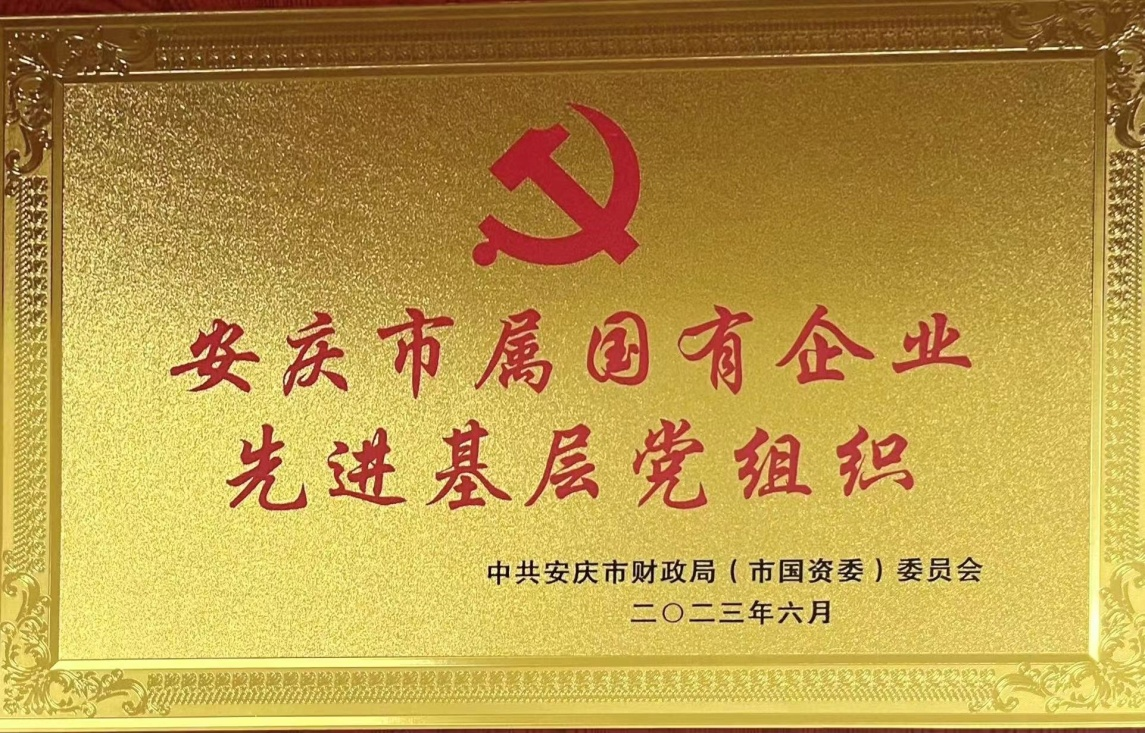 安庆市属国有企业
先进基层党组织
中共安庆市财政局（市国资委）委员会
二〇二三年六月